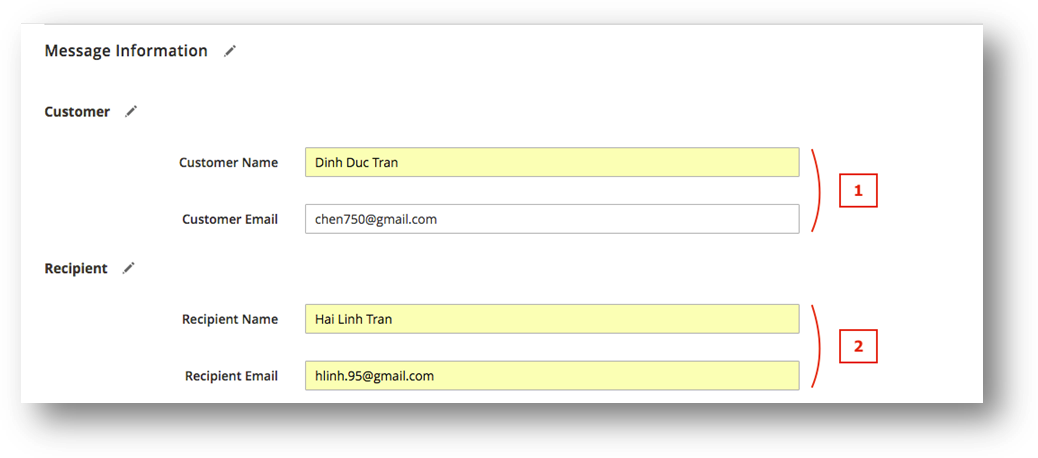 Message Information
Customer
Customer Name Dinh Duc Tran
1
Customer Email chen750@gmail.com
Recipient
Recipient Name Hai Linh Tran
2
Recipient Email hlinh.95@gmail.com